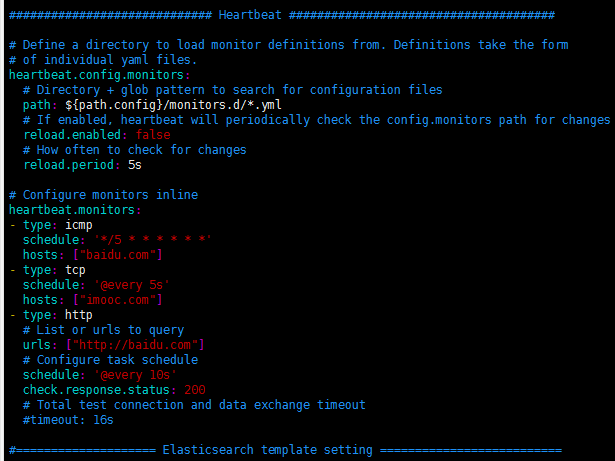 ############################# Heartbeat ######################################
# Define a directory to load monitor definitions from. Definitions take the form
# of individual yaml files.
heartbeat.config.monitors:
  # Directory + glob pattern to search for configuration files
  path: ${path.config}/monitors.d/*.yml
  # If enabled, heartbeat will periodically check the config.monitors path for changes
  reload.enabled: false
  # How often to check for changes
  reload.period: 5s
# Configure monitors inline
heartbeat.monitors:
- type: icmp
  schedule: '*/5 * * * * * *'
  hosts: ["baidu.com"]
- type: tcp
  schedule: '@every 5s'
  hosts: ["imooc.com"]
- type: http
  # List or urls to query
  urls: ["http://baidu.com"]
  # Configure task schedule
  schedule: '@every 10s'
  check.response.status: 200
  # Total test connection and data exchange timeout
  #timeout: 16s
#==================== Elasticsearch template setting ==========================